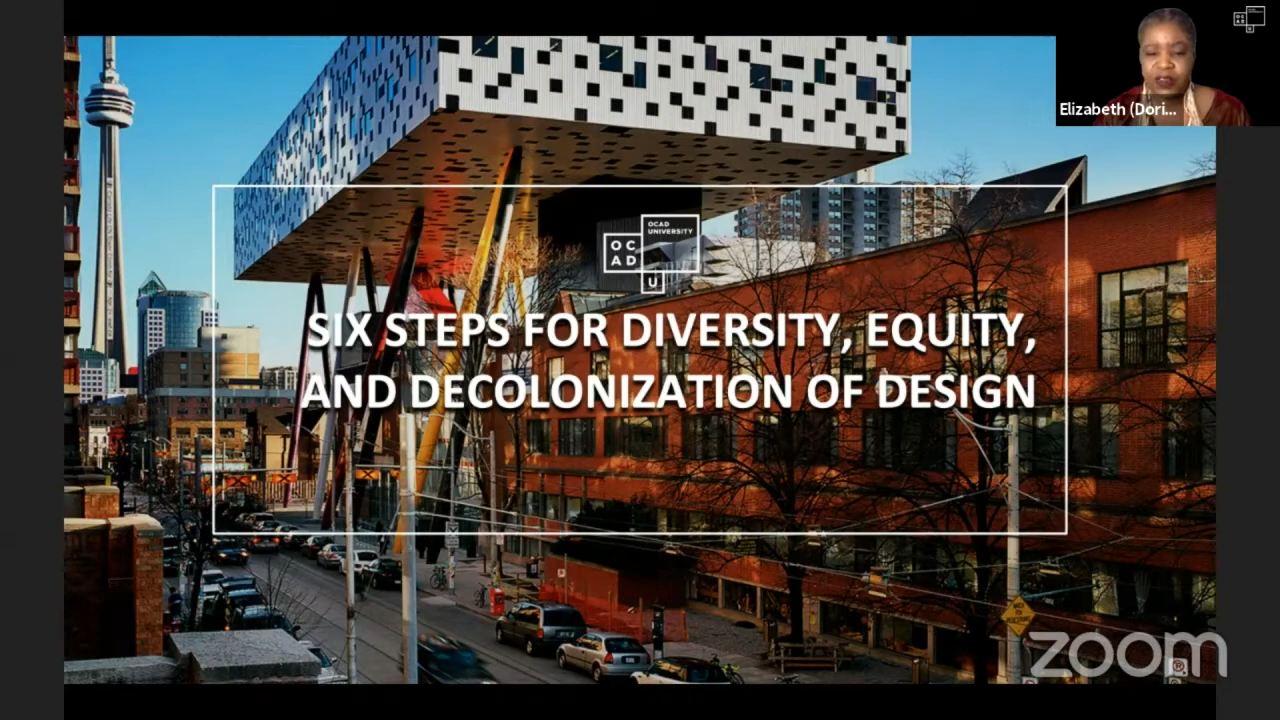 Elizabeth (Dori...
OCAD
UNIVERSITY
OC
AD
U
SIX STEPS FOR DIVERSITY, EQUITY,
AND DECOLONIZATION OF DESIGN
zoom